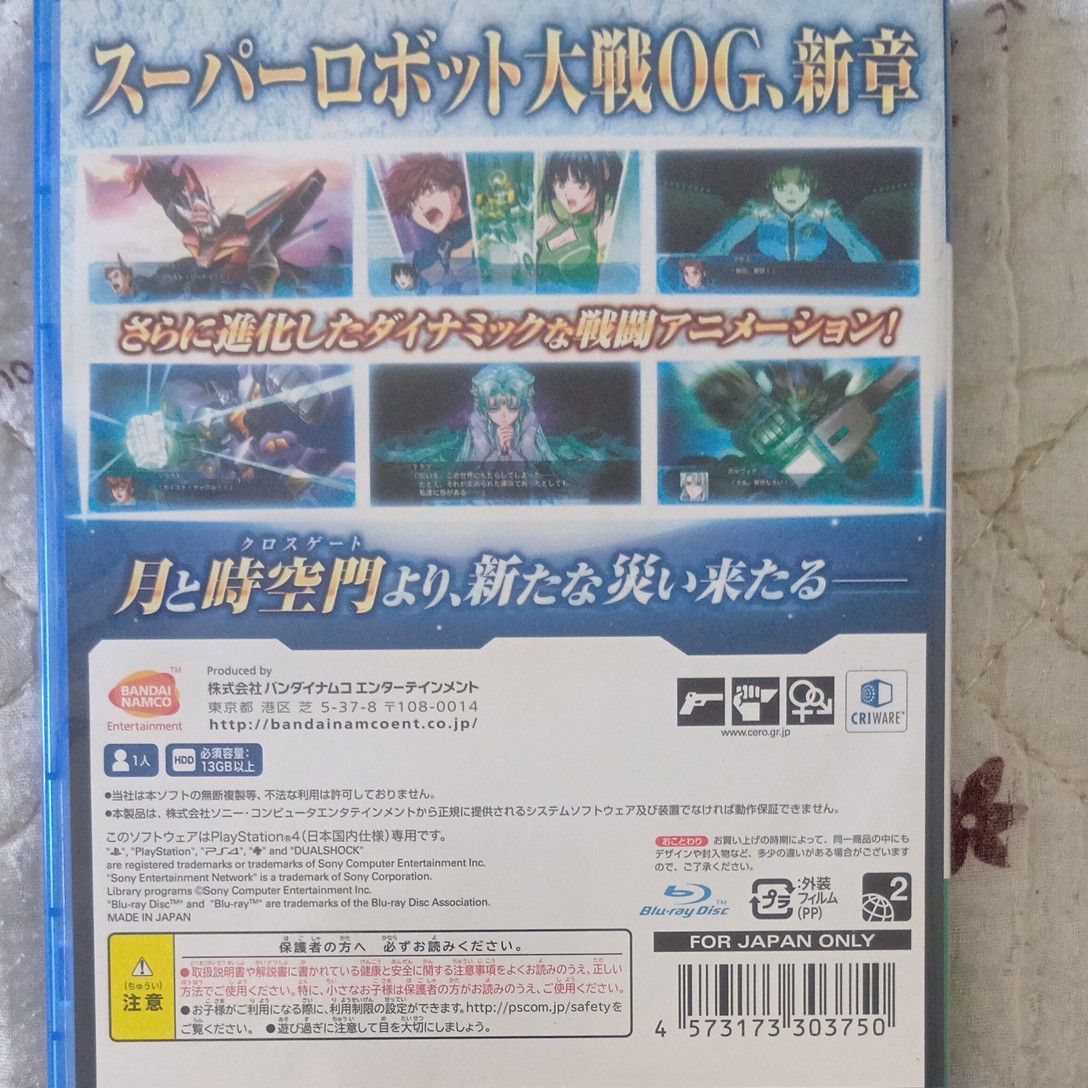 スーパーロボット大戦OG、新章
さらに進化したダイナミックな戦闘アニメーション!
クロスゲート
月と時空門より、新たな災い来たる――
BANDAI
NAMCO
Entertainment
TM
Produced by
株式会社 バンダイナムコ エンターテインメント
東京都 港区 芝 5-37-8 〒108-0014
http://bandainamcoent.co.jp/
www.cero.gr.jp
CRIWARE™
1人
HDD 必須容量:
13GB以上
●当社は本ソフトの無断複製等、不法な利用は許可しておりません。
●本製品は、株式会社ソニー・コンピュータエンタテインメントから正規に提供されるシステムソフトウェア及び装置でなければ動作保証できません。
このソフトウェアはPlayStation®4(日本国内仕様)専用です。
"PlayStation", "PS4", and "DUALSHOCK"
are registered trademarks or trademarks of Sony Computer Entertainment Inc.
"Sony Entertainment Network" is a trademark of Sony Corporation.
Library programs ©Sony Computer Entertainment Inc.
"Blu-ray Disc™" and "Blu-ray™" are trademarks of the Blu-ray Disc Association.
MADE IN JAPAN
おことわり お買い上げの時期によって、同一商品の中にも
デザインや封入物など、多少の違いがある場合がございます
ので、ご了承ください。
Blu-ray Disc™
プラ
:外装
フィルム
(PP)
2
FOR JAPAN ONLY
(ちゅうい)
注意
保護者の方へ 必ずお読みください。
●取扱説明書や解説書に書かれている健康と安全に関する注意事項をよくお読みのうえ、正しい
方法でご使用ください。特に、小さなお子様は保護者の方がお読みのうえ、ご使用ください。
●お子様がご利用になる際に、利用制限の設定ができます。http://pscom.jp/safetyを
ご覧ください。 ●遊び過ぎに注意して目を大切にしましょう。
4 573173 303750